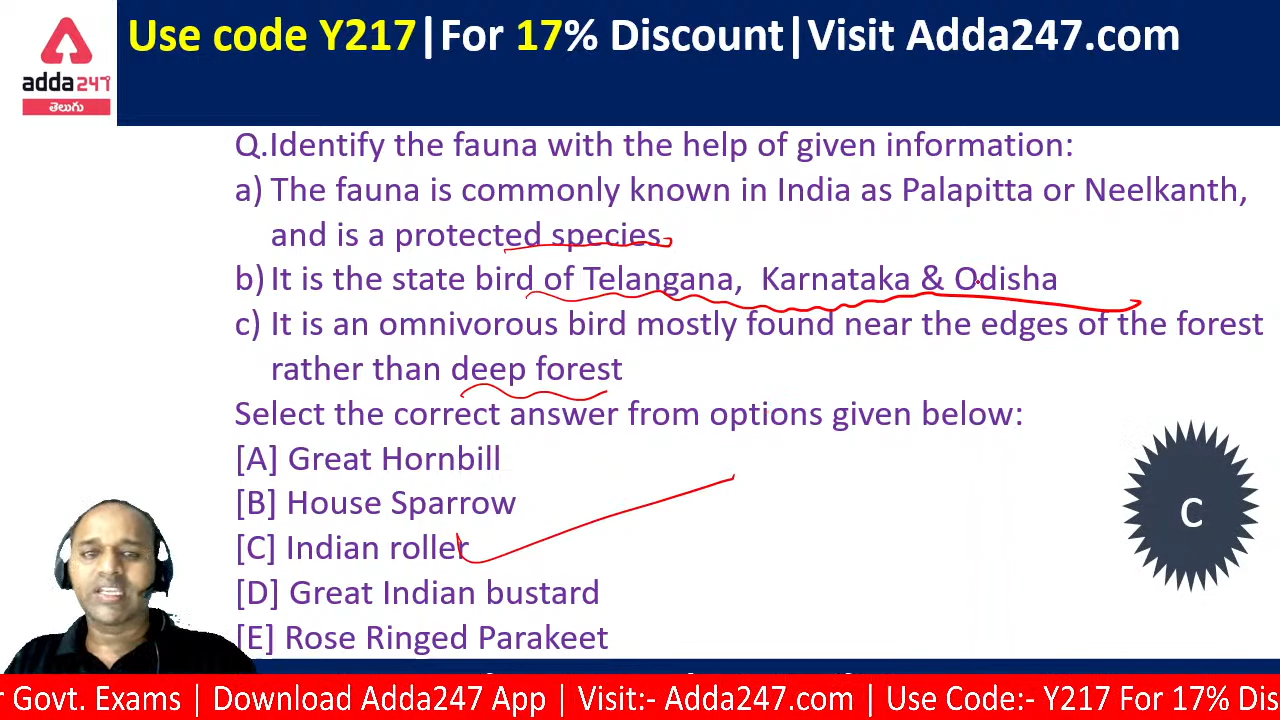 Use code Y217|For 17% Discount|Visit Adda247.com
adda247
తెలుగు
Q.Identify the fauna with the help of given information:
a) The fauna is commonly known in India as Palapitta or Neelkanth,
and is a protected species.
b) It is the state bird of Telangana, Karnataka & Odisha
c) It is an omnivorous bird mostly found near the edges of the forest
rather than deep forest
Select the correct answer from options given below:
[A] Great Hornbill
[B] House Sparrow
[C] Indian roller
[D] Great Indian bustard
[E] Rose Ringed Parakeet
C
r Govt. Exams | Download Adda247 App | Visit:- Adda247.com | Use Code:- Y217 For 17% Dis